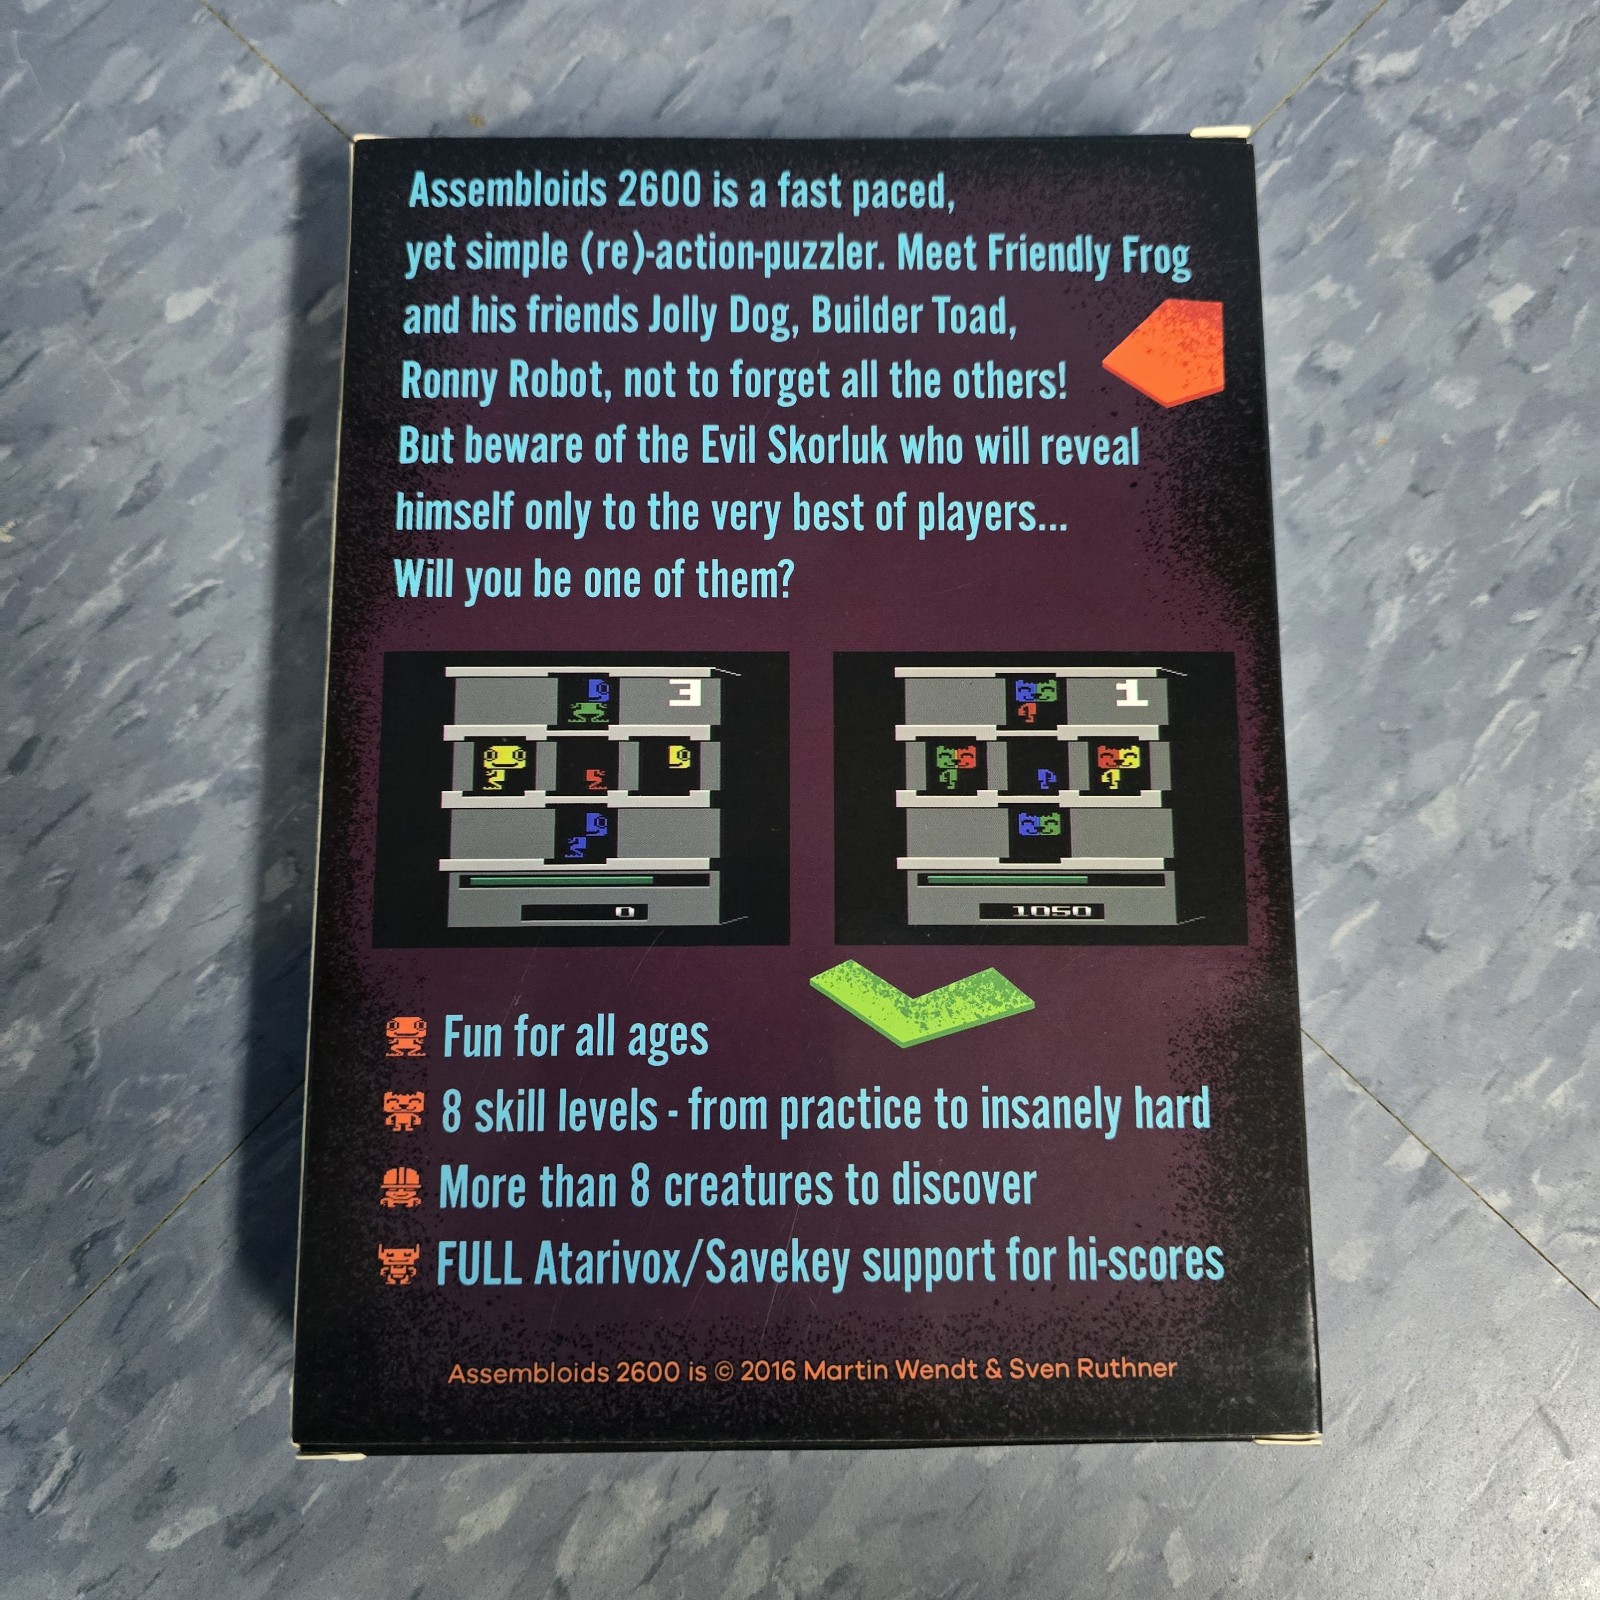 Assembloids 2600 is a fast paced,
yet simple (re)-action-puzzler. Meet Friendly Frog
and his friends Jolly Dog, Builder Toad,
Ronny Robot, not to forget all the others!
But beware of the Evil Skorluk who will reveal
himself only to the very best of players...
Will you be one of them?
3
0
1
1050
Fun for all ages
8 skill levels - from practice to insanely hard
More than 8 creatures to discover
FULL Atarivox/Savekey support for hi-scores
Assembloids 2600 is © 2016 Martin Wendt & Sven Ruthner